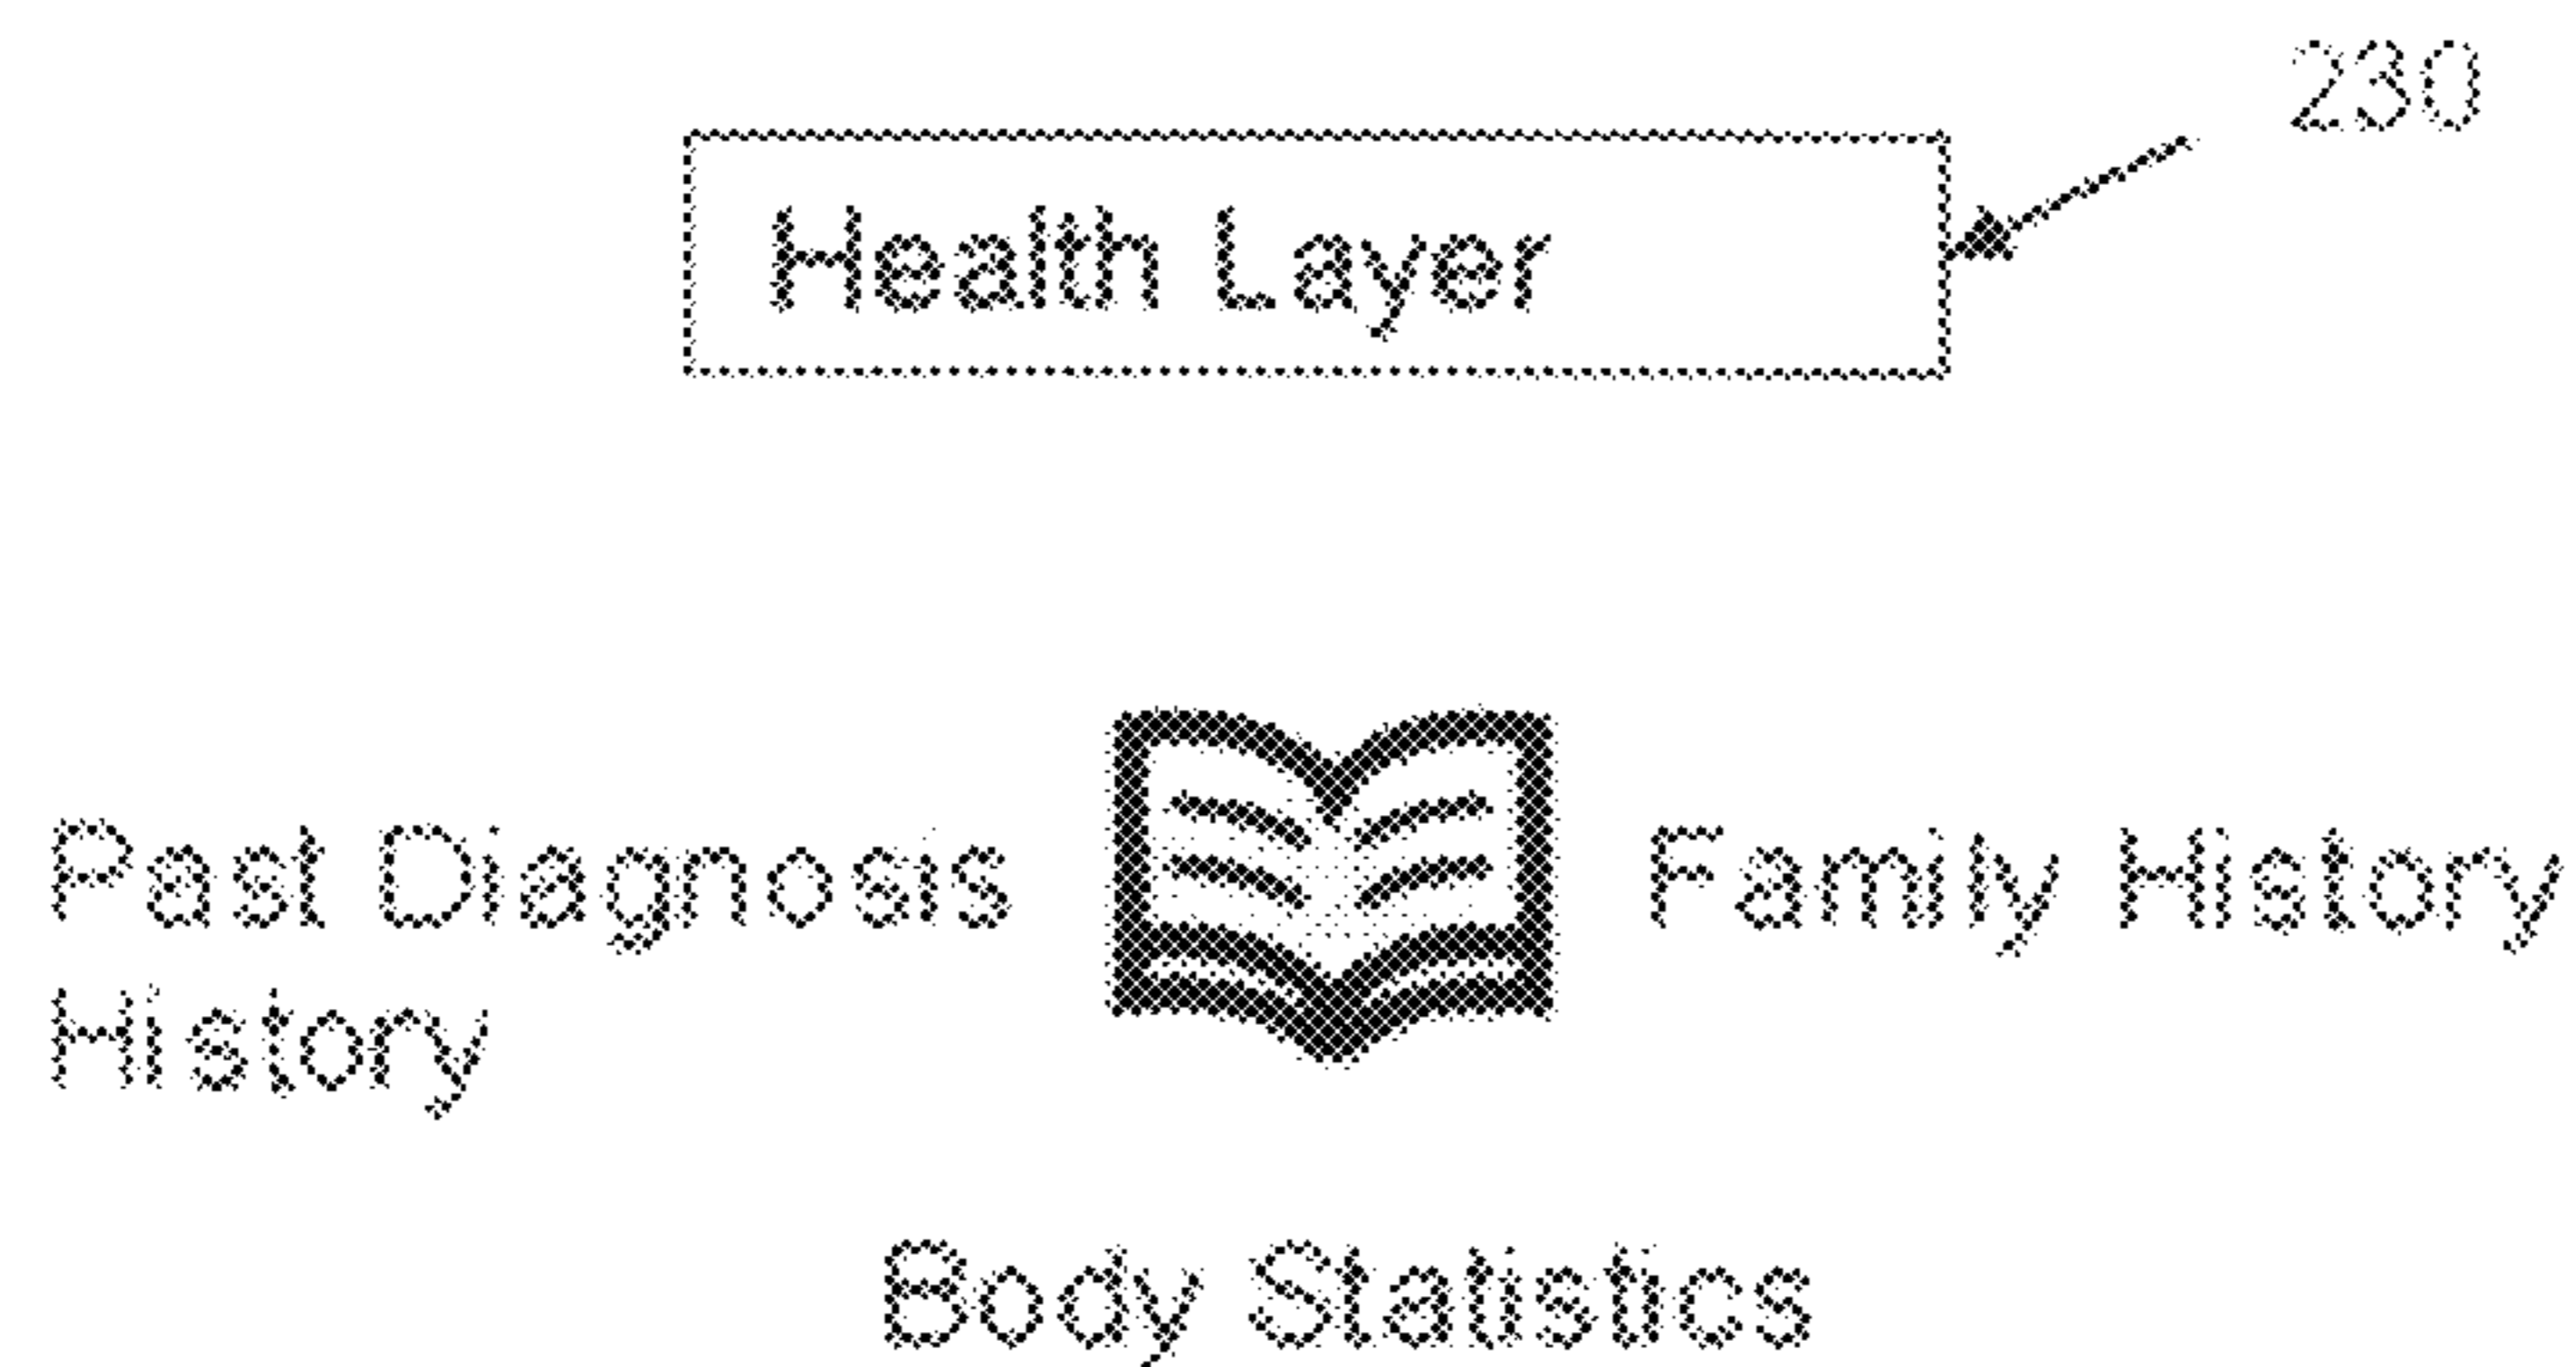 230
Health Layer
Past Diagnosis
History
Family History
Body Statistics